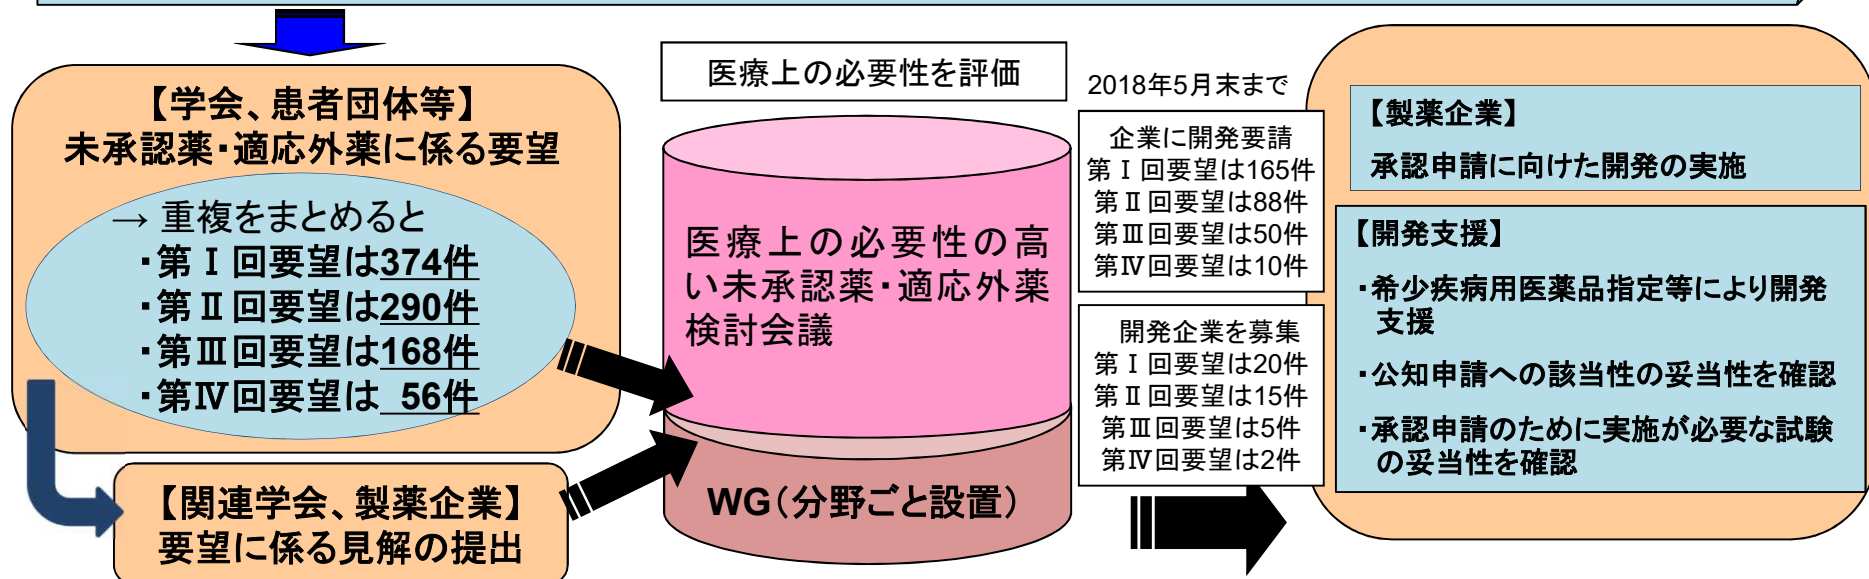 【学会、患者団体等】
未承認薬・適応外薬に係る要望
→ 重複をまとめると
・第Ⅰ回要望は374件
・第Ⅱ回要望は290件
・第Ⅲ回要望は168件
・第Ⅳ回要望は 56件
【関連学会、製薬企業】
要望に係る見解の提出
医療上の必要性を評価
医療上の必要性の高
い未承認薬・適応外薬
検討会議
WG(分野ごと設置)
2018年5月末まで
企業に開発要請
第Ⅰ回要望は165件
第Ⅱ回要望は88件
第Ⅲ回要望は50件
第Ⅳ回要望は10件
開発企業を募集
第Ⅰ回要望は20件
第Ⅱ回要望は15件
第Ⅲ回要望は5件
第Ⅳ回要望は2件
【製薬企業】
承認申請に向けた開発の実施
【開発支援】
・希少疾病用医薬品指定等により開発
支援
・公知申請への該当性の妥当性を確認
・承認申請のために実施が必要な試験
の妥当性を確認